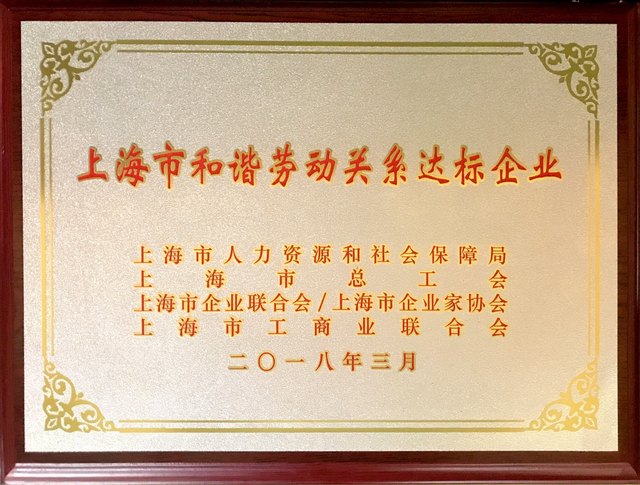 上海市和谐劳动关系达标企业
上海市人力资源和社会保障局
上海市总工会
上海市企业联合会/上海市企业家协会
上海市工商业联合会
二〇一八年三月